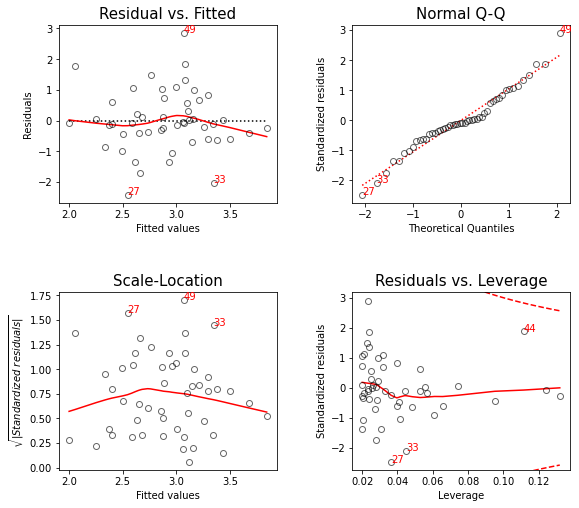 Residual vs. Fitted
3
2
1
0
−1
−2
Residuals
49
33
27
2.0 2.5 3.0 3.5
Fitted values
Normal Q-Q
3
2
1
0
−1
−2
Standardized residuals
49
33
27
−2 −1 0 1 2
Theoretical Quantiles
Scale-Location
1.75
1.50
1.25
1.00
0.75
0.50
0.25
0.00
√|Standardized residuals|
49
27
33
2.0 2.5 3.0 3.5
Fitted values
Residuals vs. Leverage
3
2
1
0
−1
−2
Standardized residuals
44
33
27
0.02 0.04 0.06 0.08 0.10 0.12
Leverage